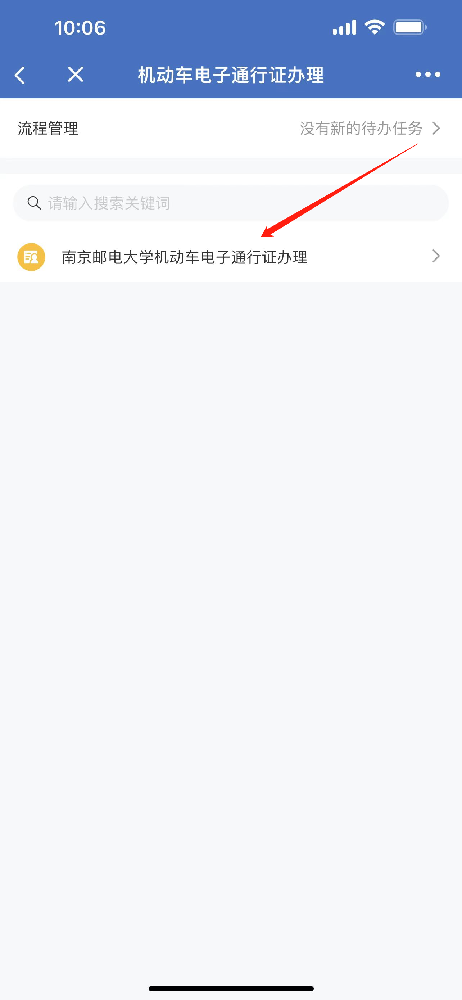 10:06
机动车电子通行证办理
流程管理 没有新的待办任务
请输入搜索关键词
南京邮电大学机动车电子通行证办理